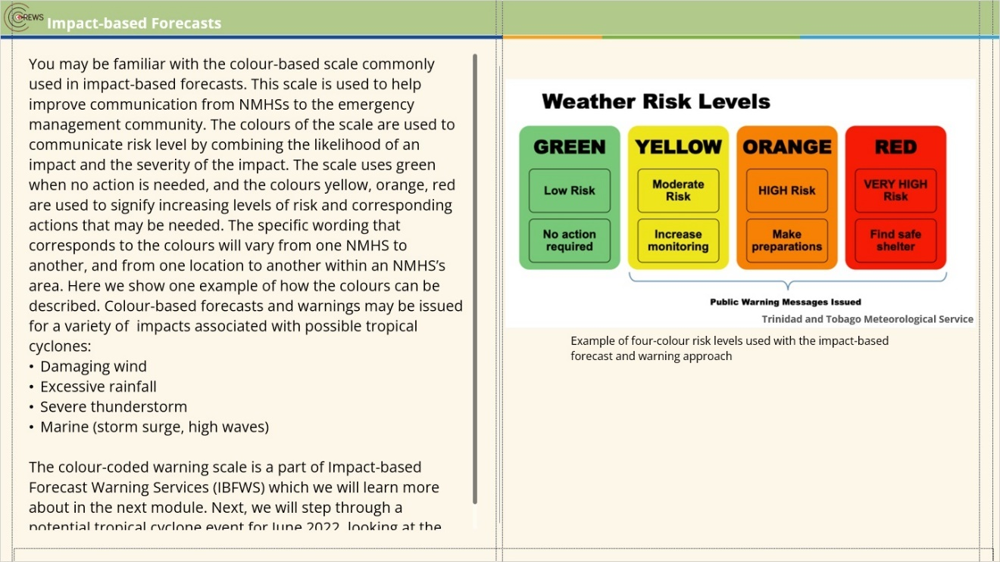 CREWS
Impact-based Forecasts
You may be familiar with the colour-based scale commonly
used in impact-based forecasts. This scale is used to help
improve communication from NMHSs to the emergency
management community. The colours of the scale are used to
communicate risk level by combining the likelihood of an
impact and the severity of the impact. The scale uses green
when no action is needed, and the colours yellow, orange, red
are used to signify increasing levels of risk and corresponding
actions that may be needed. The specific wording that
corresponds to the colours will vary from one NMHS to
another, and from one location to another within an NMHS’s
area. Here we show one example of how the colours can be
described. Colour-based forecasts and warnings may be issued
for a variety of  impacts associated with possible tropical
cyclones:
• Damaging wind
• Excessive rainfall
• Severe thunderstorm
• Marine (storm surge, high waves)
The colour-coded warning scale is a part of Impact-based
Forecast Warning Services (IBFWS) which we will learn more
about in the next module. Next, we will step through a
potential tropical cyclone event for June 2022, looking at the
Weather Risk Levels
GREEN
Low Risk
No action
required
YELLOW
Moderate
Risk
Increase
monitoring
ORANGE
HIGH Risk
Make
preparations
RED
VERY HIGH
Risk
Find safe
shelter
Public Warning Messages Issued
Trinidad and Tobago Meteorological Service
Example of four-colour risk levels used with the impact-based
forecast and warning approach